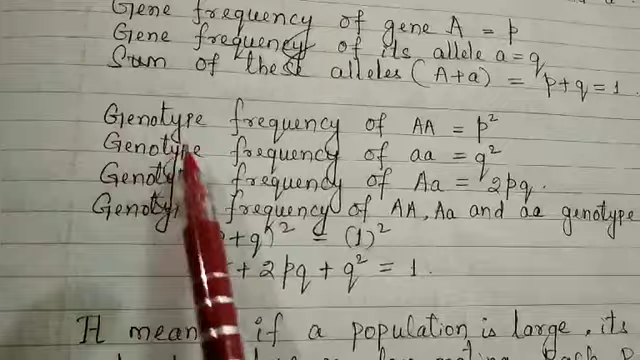 Gene frequency of gene A = p
Gene frequency of its allele a = q
Sum of these alleles (A+a) = p+q = 1.
Genotype frequency of AA = p²
Genotype frequency of aa = q²
frequency of Aa = 2pq.
frequency of AA, Aa and aa genotype
+ q)² = (1)²
+ 2pq + q² = 1.
It if a population is large, its